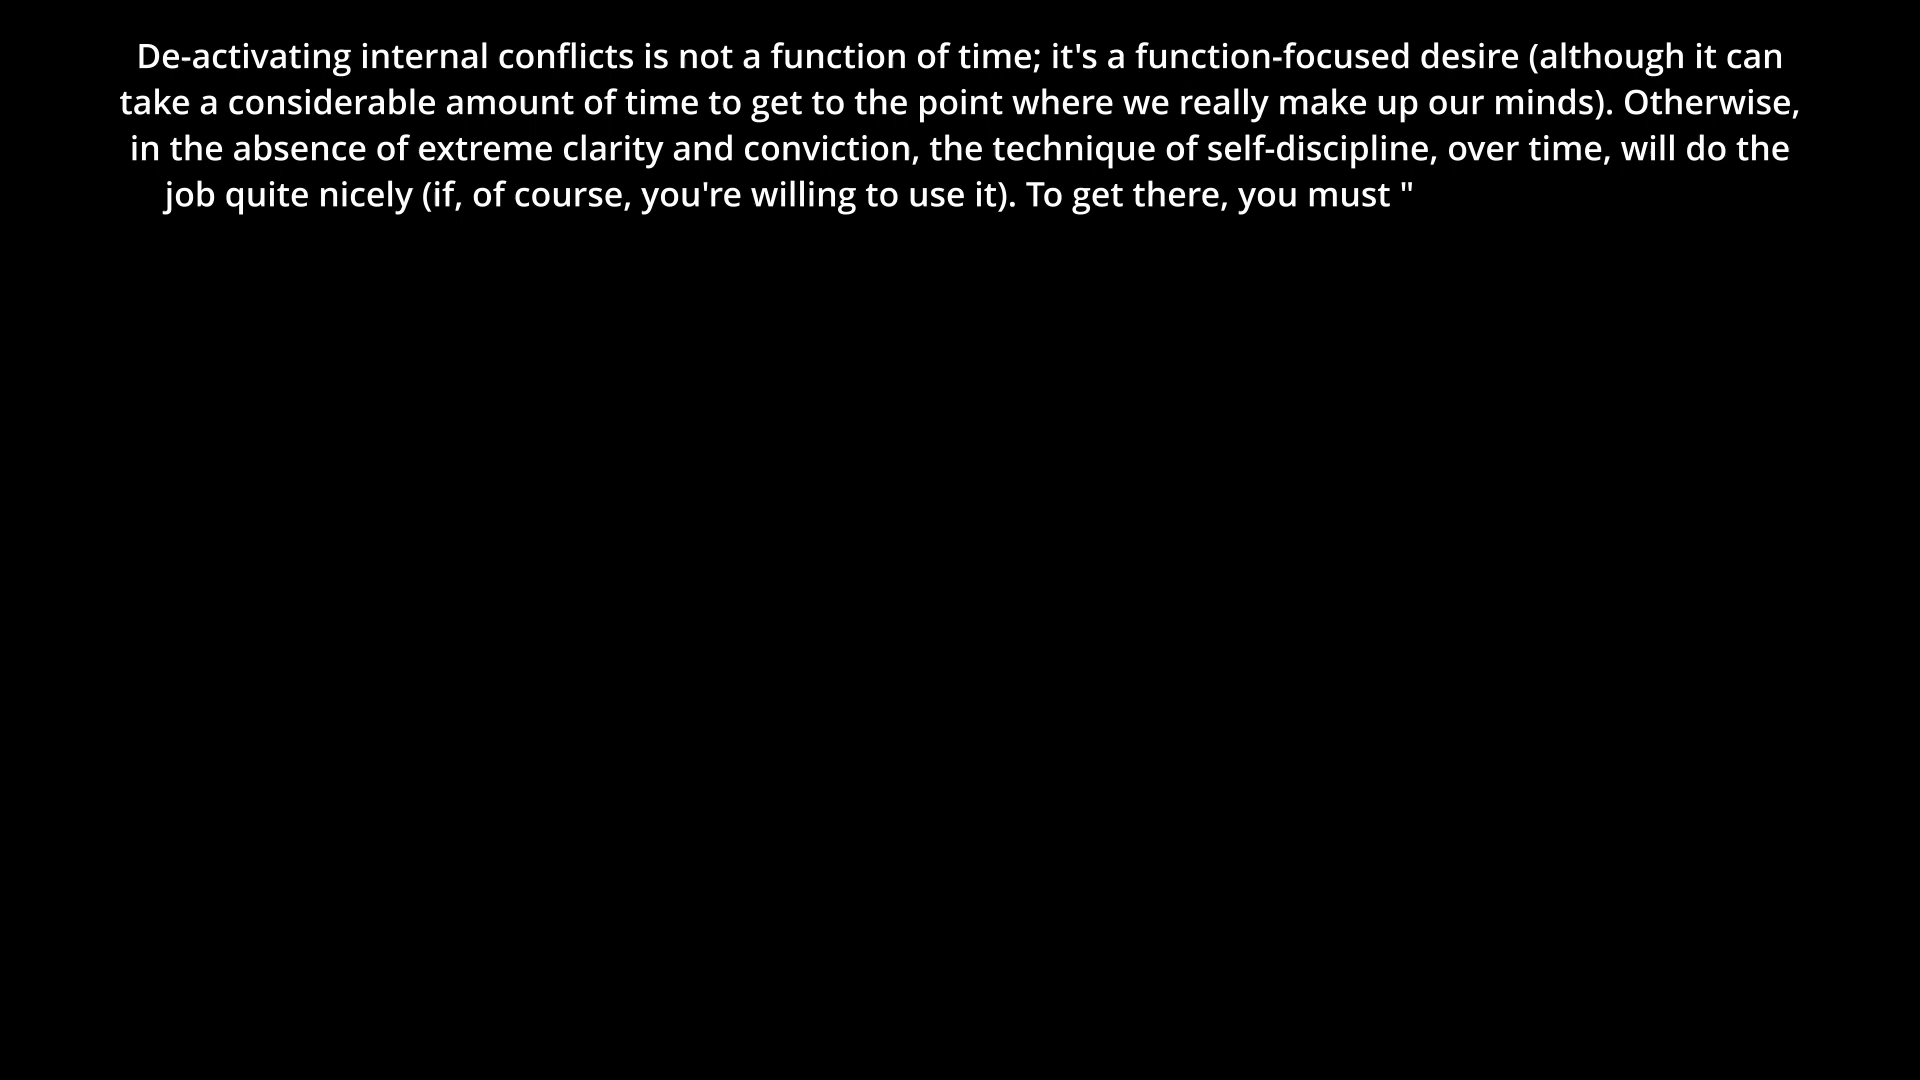 De-activating internal conflicts is not a function of time; it's a function-focused desire (although it can
take a considerable amount of time to get to the point where we really make up our minds). Otherwise,
in the absence of extreme clarity and conviction, the technique of self-discipline, over time, will do the
job quite nicely (if, of course, you're willing to use it). To get there, you must "